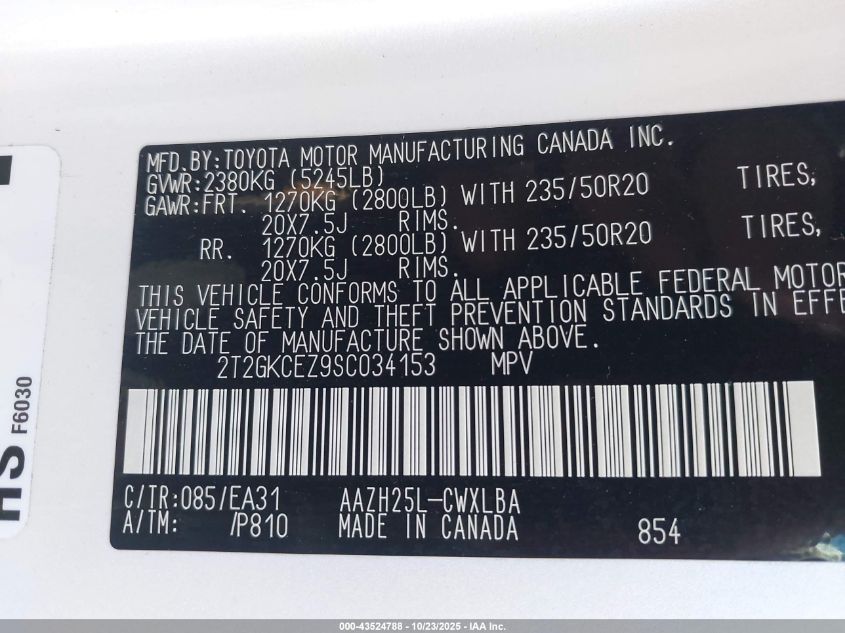 MFD.BY:TOYOTA MOTOR MANUFACTURING CANADA INC.
GVWR:2380KG (5245LB)
GAWR:FRT. 1270KG (2800LB) WITH 235/50R20 TIRES,
20X7.5J RIMS.
RR. 1270KG (2800LB) WITH 235/50R20 TIRES,
20X7.5J RIMS.
THIS VEHICLE CONFORMS TO ALL APPLICABLE FEDERAL MOTOR
VEHICLE SAFETY AND THEFT PREVENTION STANDARDS IN EFFE
THE DATE OF MANUFACTURE SHOWN ABOVE.
2T2GKCEZ9SC034153 MPV
C/TR:085/EA31 AAZH25L-CWXLBA
A/TM: /P810 MADE IN CANADA 854
HS
F6030
000-43524788 - 10/23/2025 - IAA Inc.